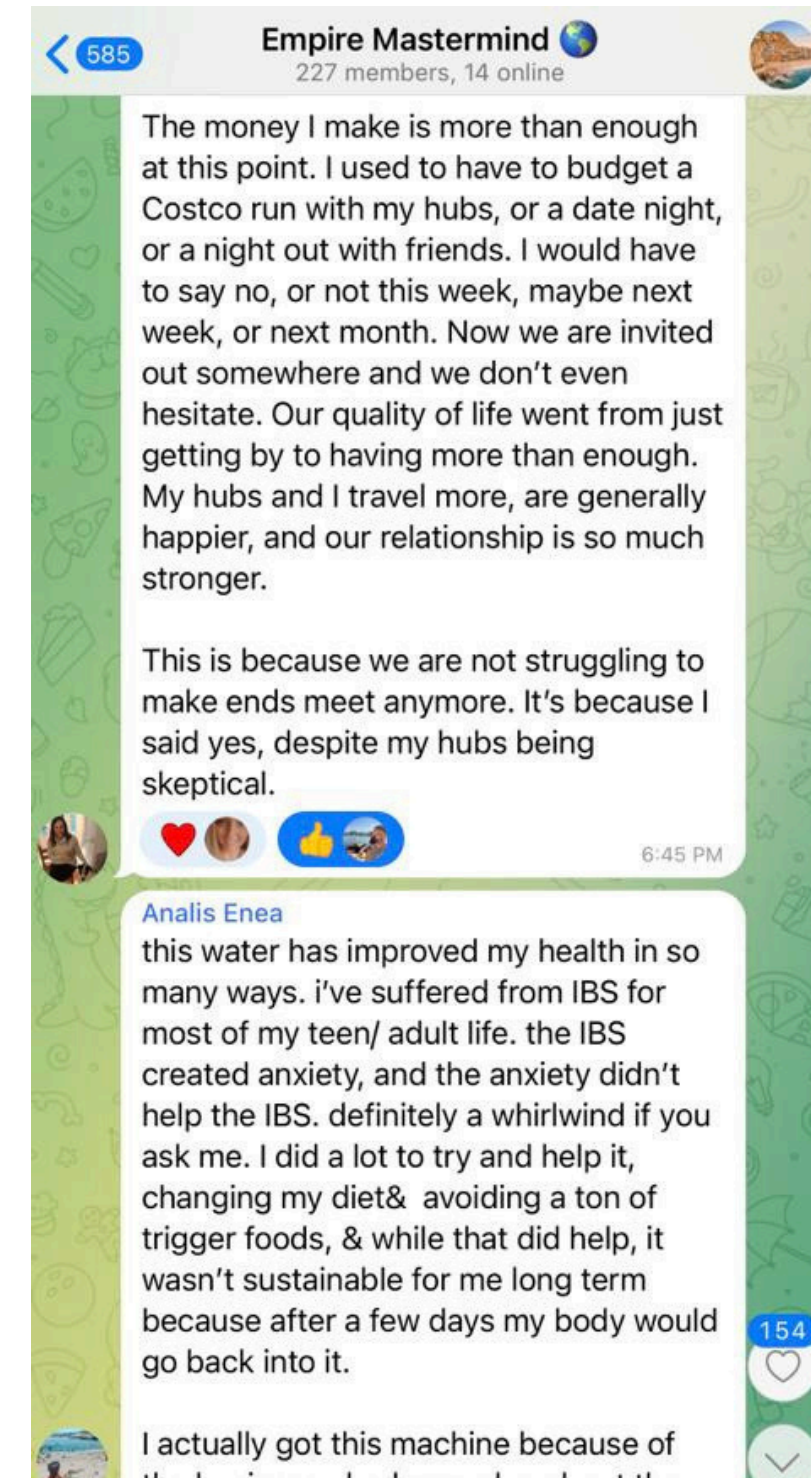 585
Empire Mastermind 🌎
227 members, 14 online
The money I make is more than enough
at this point. I used to have to budget a
Costco run with my hubs, or a date night,
or a night out with friends. I would have
to say no, or not this week, maybe next
week, or next month. Now we are invited
out somewhere and we don’t even
hesitate. Our quality of life went from just
getting by to having more than enough.
My hubs and I travel more, are generally
happier, and our relationship is so much
stronger.
This is because we are not struggling to
make ends meet anymore. It’s because I
said yes, despite my hubs being
skeptical.
6:45 PM
Analis Enea
this water has improved my health in so
many ways. i’ve suffered from IBS for
most of my teen/ adult life. the IBS
created anxiety, and the anxiety didn’t
help the IBS. definitely a whirlwind if you
ask me. I did a lot to try and help it,
changing my diet&  avoiding a ton of
trigger foods, & while that did help, it
wasn’t sustainable for me long term
because after a few days my body would
go back into it.
154
I actually got this machine because of